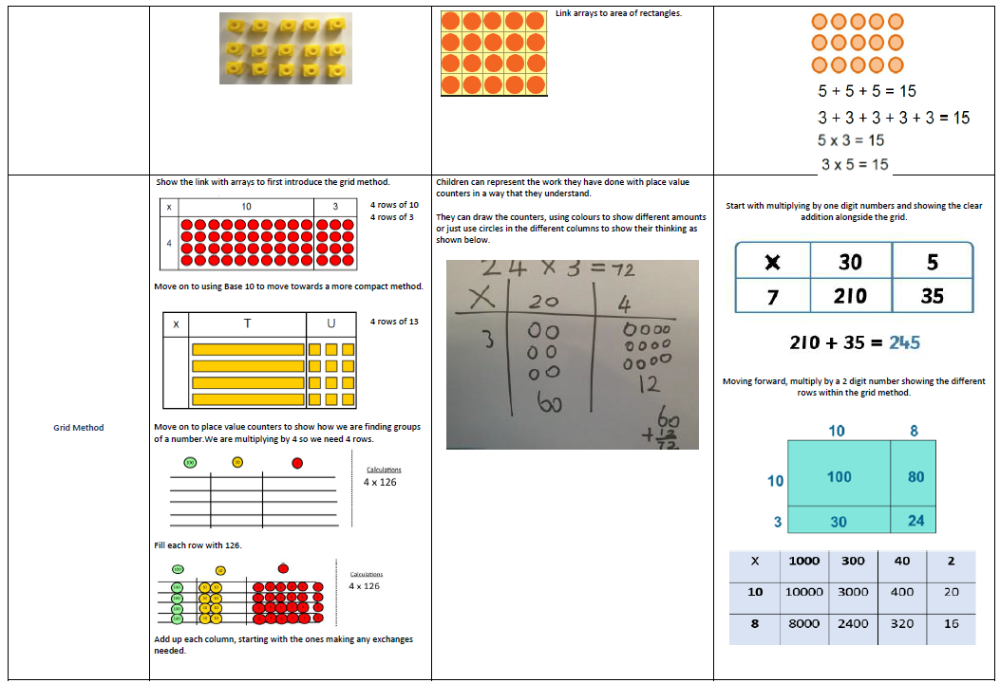 Link arrays to area of rectangles.
5 + 5 + 5 = 15
3 + 3 + 3 + 3 + 3 = 15
5 x 3 = 15
3 x 5 = 15
Grid Method
Show the link with arrays to first introduce the grid method.
x 10 3
4
4 rows of 10
4 rows of 3
Move on to using Base 10 to move towards a more compact method.
x T U
4 rows of 13
Move on to place value counters to show how we are finding groups
of a number.We are multiplying by 4 so we need 4 rows.
100 10
Calculations
4 x 126
Fill each row with 126.
Calculations
4 x 126
Add up each column, starting with the ones making any exchanges
needed.
Children can represent the work they have done with place value
counters in a way that they understand.
They can draw the counters, using colours to show different amounts
or just use circles in the different columns to show their thinking as
shown below.
24 x 3 = 72
X 20 4
3
60 12
60
+12
72
Start with multiplying by one digit numbers and showing the clear
addition alongside the grid.
X 30 5
7 210 35
210 + 35 = 245
Moving forward, multiply by a 2 digit number showing the different
rows within the grid method.
10 8
10 100 80
3 30 24
X 1000 300 40 2
10 10000 3000 400 20
8 8000 2400 320 16